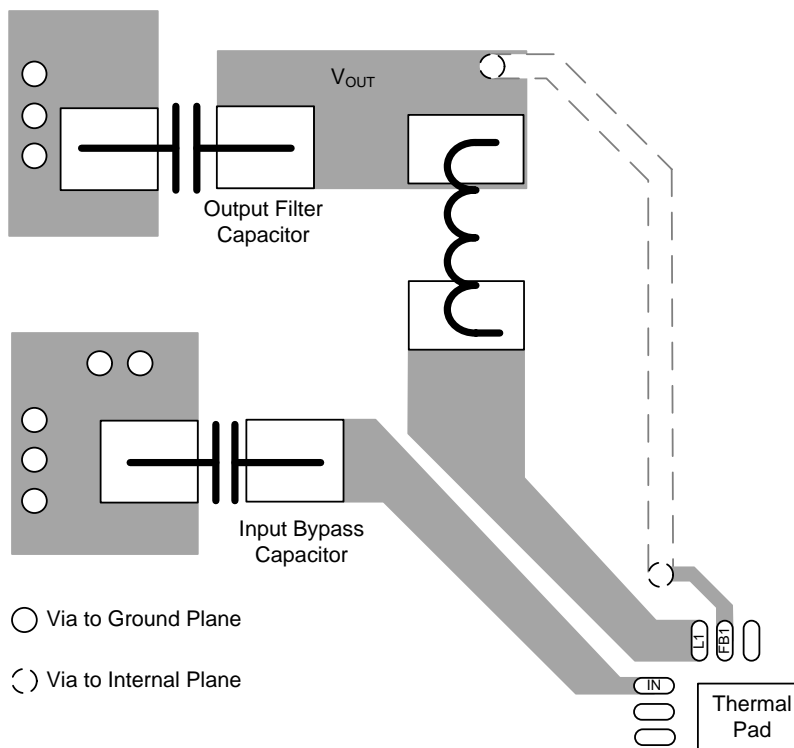 VOUT
Output Filter
Capacitor
Input Bypass
Capacitor
Via to Ground Plane
Via to Internal Plane
L1
FB1
IN
Thermal
Pad